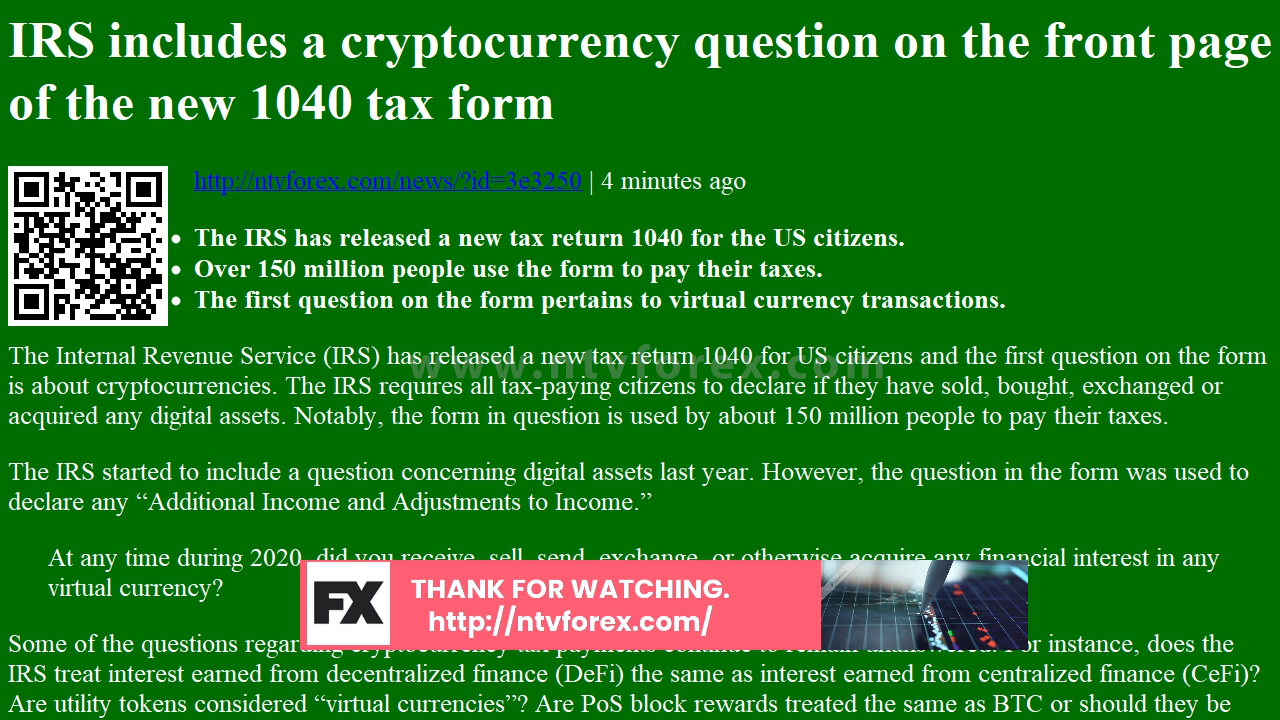 IRS includes a cryptocurrency question on the front page
of the new 1040 tax form
http://ntvforex.com/news/?id=3e3250 | 4 minutes ago
The IRS has released a new tax return 1040 for the US citizens.
Over 150 million people use the form to pay their taxes.
The first question on the form pertains to virtual currency transactions.
The Internal Revenue Service (IRS) has released a new tax return 1040 for US citizens and the first question on the form
www.ntvforex.com
is about cryptocurrencies. The IRS requires all tax-paying citizens to declare if they have sold, bought, exchanged or
acquired any digital assets. Notably, the form in question is used by about 150 million people to pay their taxes.
The IRS started to include a question concerning digital assets last year. However, the question in the form was used to
declare any “Additional Income and Adjustments to Income.”
At any time during 2020, did you receive, sell, send, exchange, or otherwise acquire any financial interest in any
virtual currency?
FX
THANK FOR WATCHING.
http://ntvforex.com/
Some of the questions regarding cryptocurrency tax payments continue to remain unanswered. For instance, does the
IRS treat interest earned from decentralized finance (DeFi) the same as interest earned from centralized finance (CeFi)?
Are utility tokens considered “virtual currencies”? Are PoS block rewards treated the same as BTC or should they be